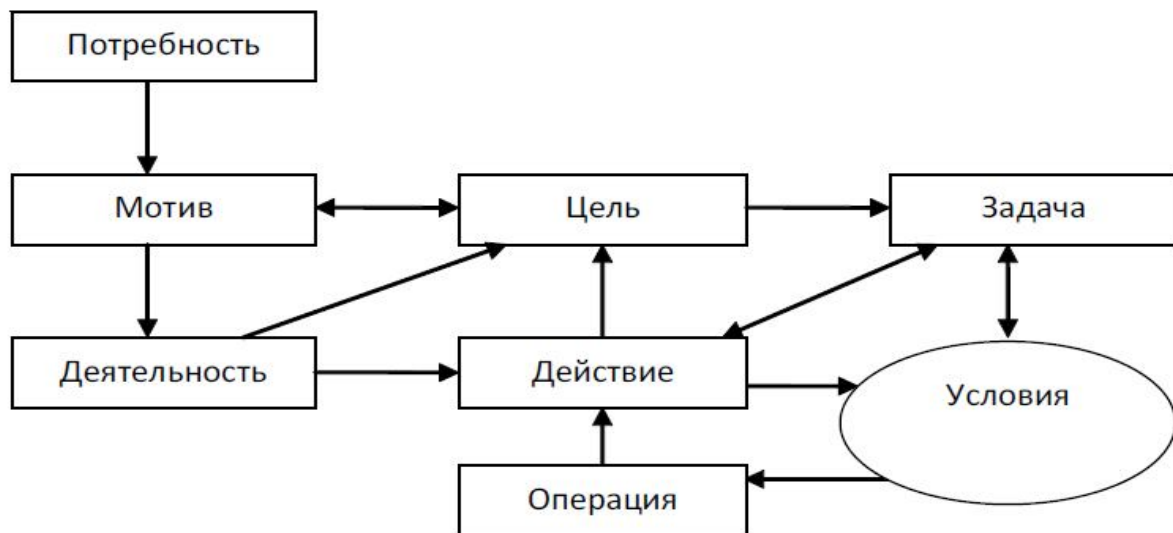 Потребность
Мотив
Цель
Задача
Деятельность
Действие
Условия
Операция